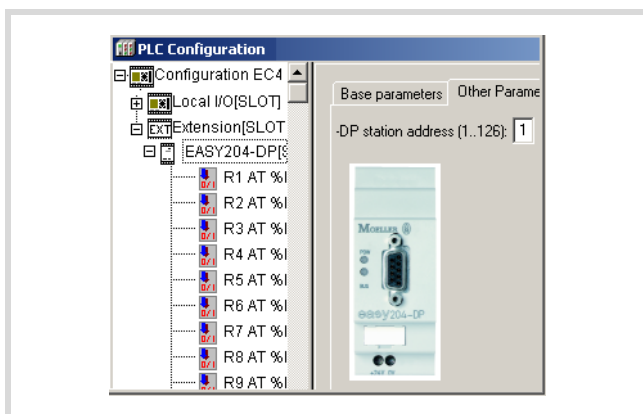 PLC Configuration
Configuration EC4
Local I/O[SLOT]
Extension[SLOT
EASY204-DP[S
R1 AT %I
R2 AT %I
R3 AT %I
R4 AT %I
R5 AT %I
R6 AT %I
R7 AT %I
R8 AT %I
R9 AT %I
Base parameters
Other Parame
-DP station address (1..126): 1
MOELLER
POW
BUS
easy204-DP